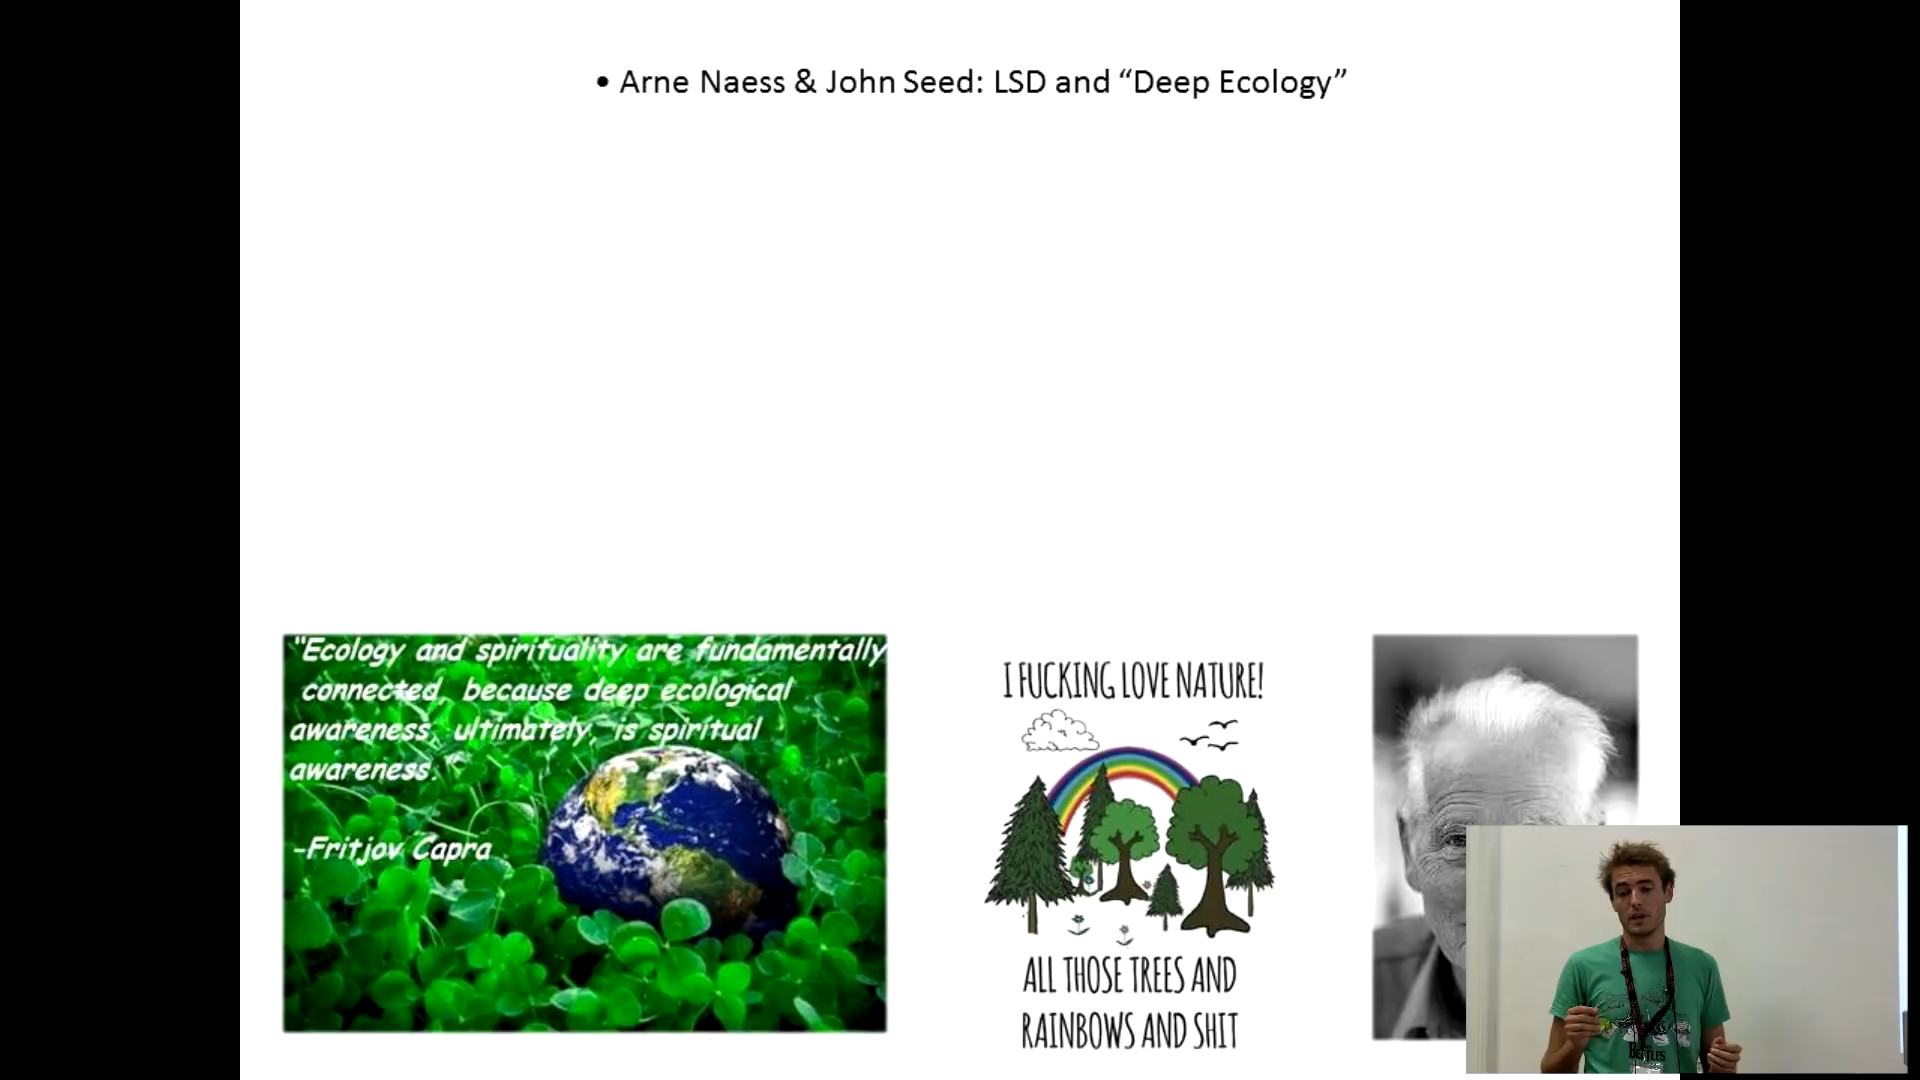 • Arne Naess & John Seed: LSD and “Deep Ecology”
"Ecology and spirituality are fundamentally
connected, because deep ecological
awareness, ultimately, is spiritual
awareness."
-Fritjov Capra
I FUCKING LOVE NATURE!
ALL THOSE TREES AND
RAINBOWS AND SHIT